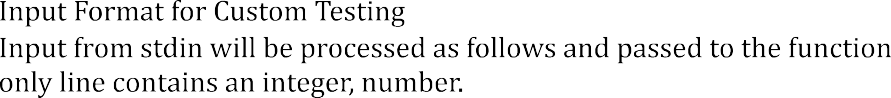 Input Format for Custom Testing
Input from stdin will be processed as follows and passed to the function
only line contains an integer, number.